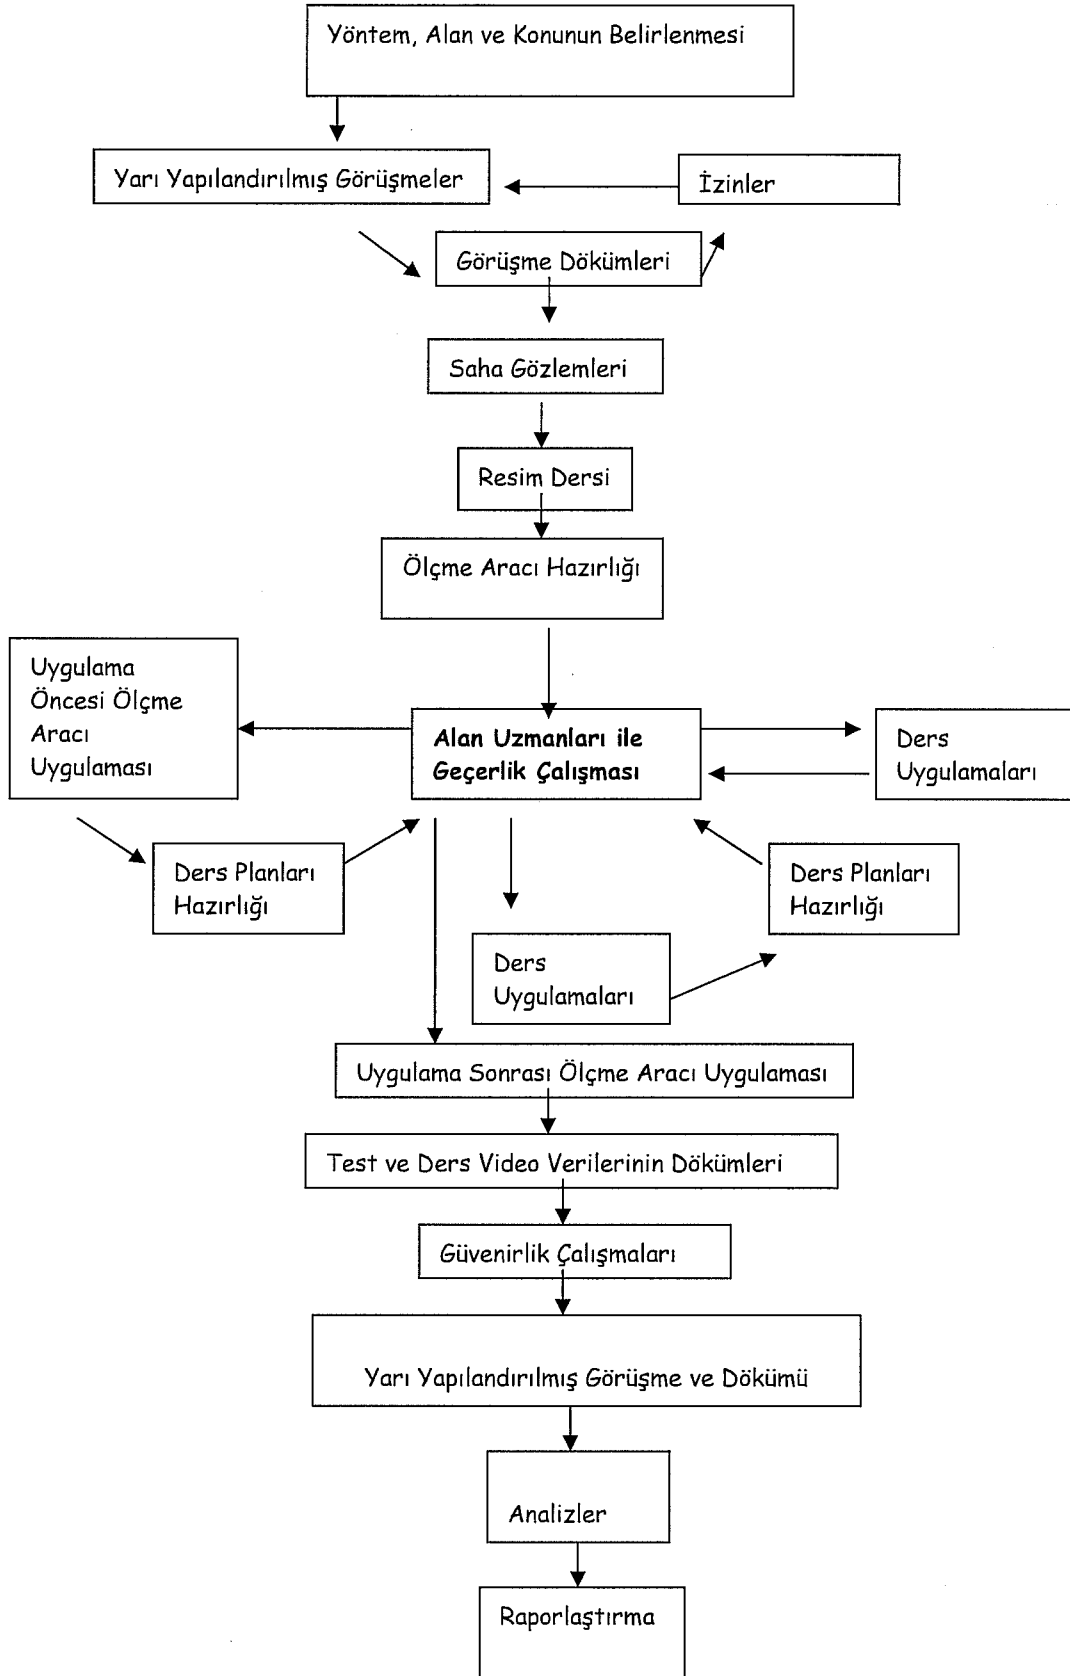 Yöntem, Alan ve Konunun Belirlenmesi
Yarı Yapılandırılmış Görüşmeler
İzinler
Görüşme Dökümleri
Saha Gözlemleri
Resim Dersi
Ölçme Aracı Hazırlığı
Uygulama
Öncesi Ölçme
Aracı
Uygulaması
Alan Uzmanları ile
Geçerlik Çalışması
Ders
Uygulamaları
Ders Planları
Hazırlığı
Ders Planları
Hazırlığı
Ders
Uygulamaları
Uygulama Sonrası Ölçme Aracı Uygulaması
Test ve Ders Video Verilerinin Dökümleri
Güvenirlik Çalışmaları
Yarı Yapılandırılmış Görüşme ve Dökümü
Analizler
Raporlaştırma